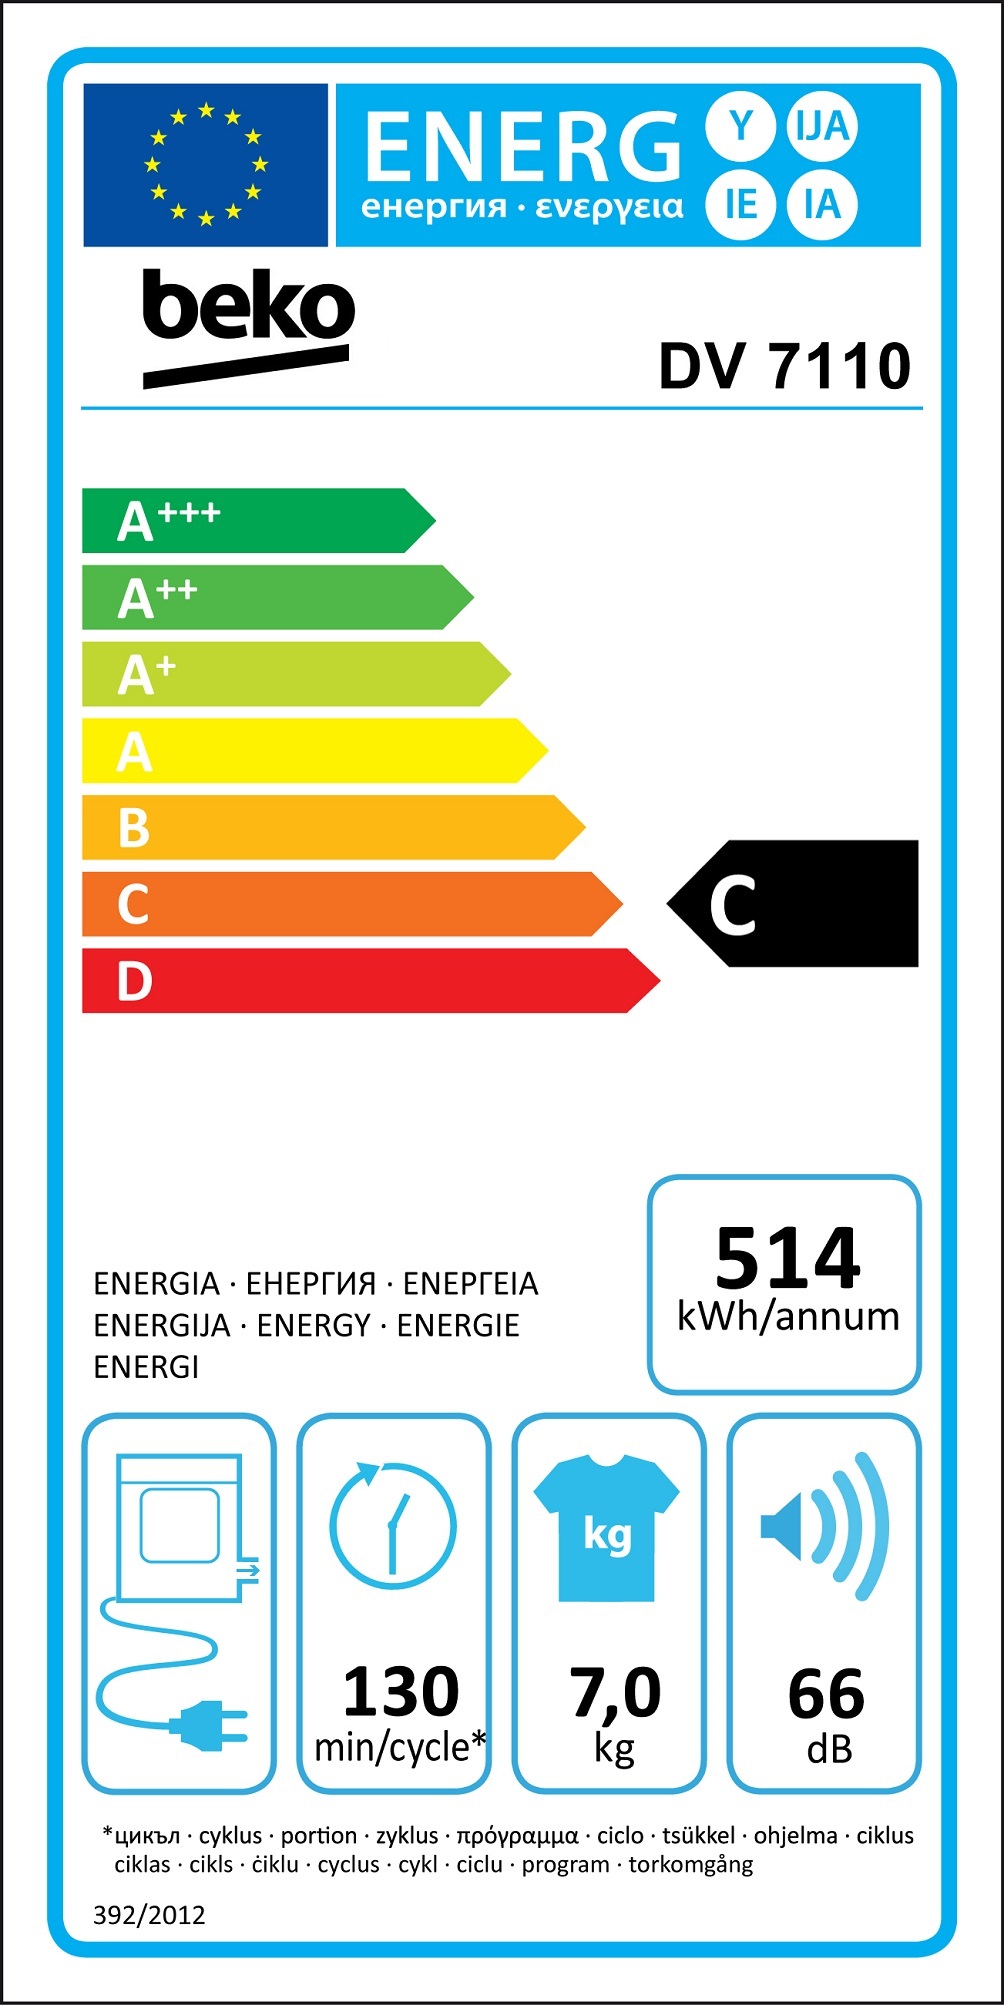 ENERG Y IJA
енергия · ενεργεια IE IA
beko
DV 7110
A+++
A++
A+
A
B
C
C
D
514
kWh/annum
ENERGIA · ЕНЕРГИЯ · ΕΝΕΡΓΕΙΑ
ENERGIJA · ENERGY · ENERGIE
ENERGI
kg
130
min/cycle*
7,0
kg
66
dB
*цикъл · cyklus · portion · zyklus · πρόγραμμα · ciclo · tsükkel · ohjelma · ciklus
ciklas · cikls · ċiklu · cyclus · cykl · ciclu · program · torkomgång
392/2012